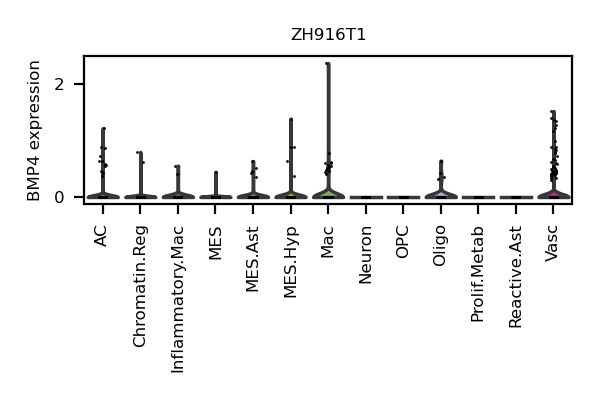 ZH916T1
BMP4 expression
2
0
AC
Chromatin.Reg
Inflammatory.Mac
MES
MES.Ast
MES.Hyp
Mac
Neuron
OPC
Oligo
Prolif.Metab
Reactive.Ast
Vasc